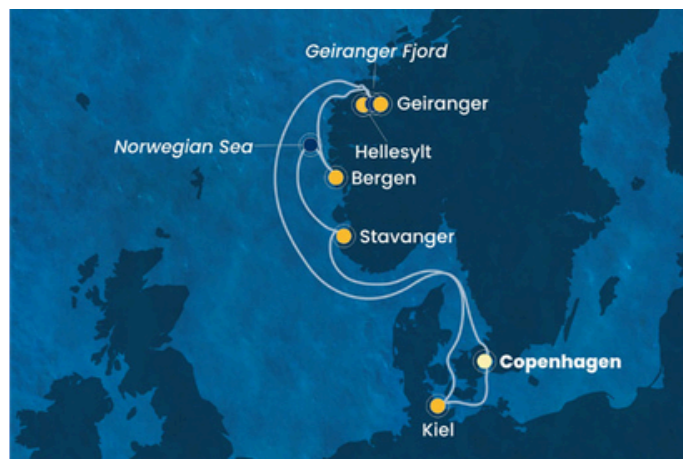 Geiranger Fjord
Geiranger
Norwegian Sea
Hellesylt
Bergen
Stavanger
Copenhagen
Kiel